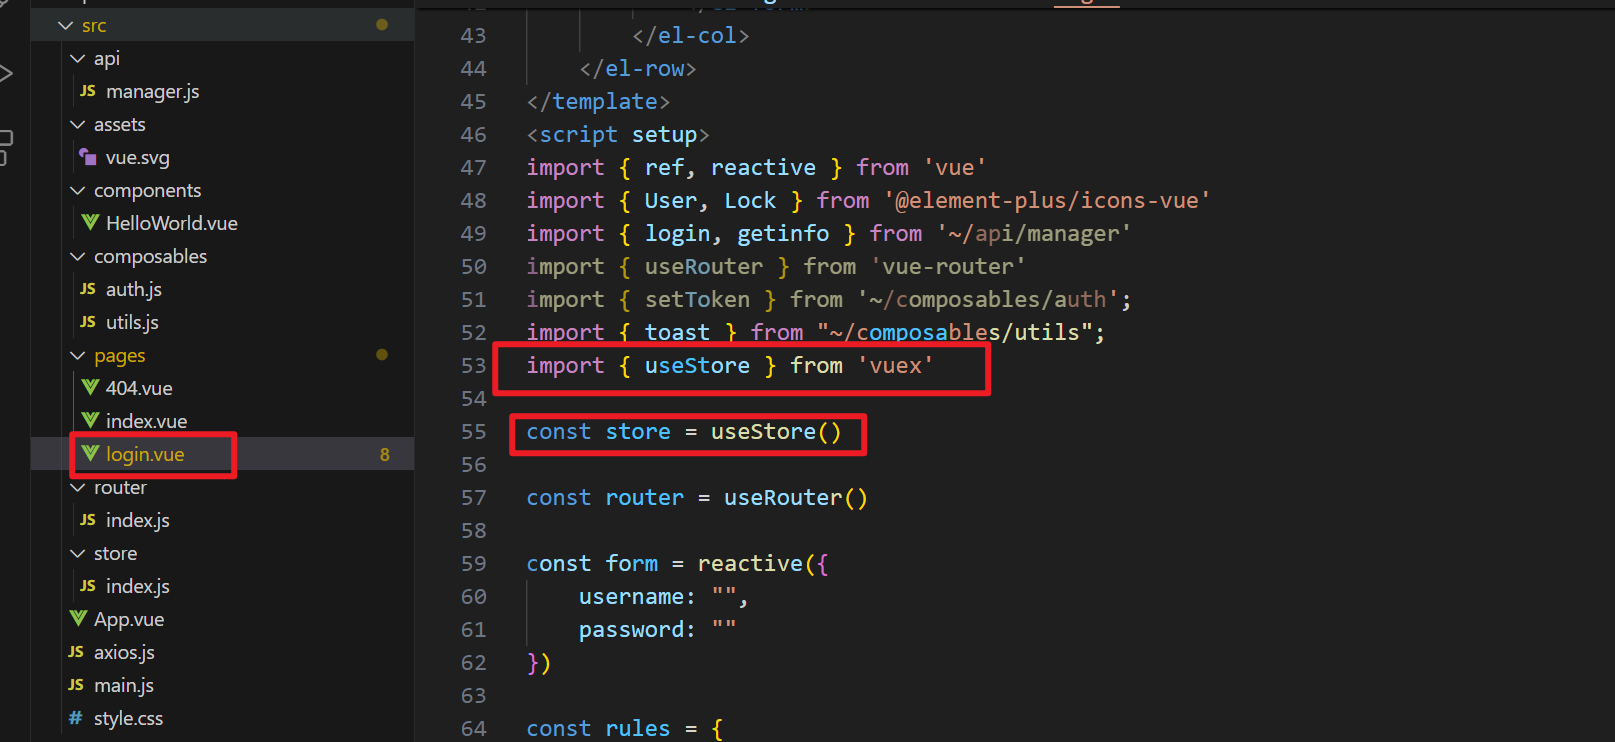 src
api
JS manager.js
assets
vue.svg
components
HelloWorld.vue
composables
JS auth.js
JS utils.js
pages
404.vue
index.vue
login.vue 8
router
JS index.js
store
JS index.js
App.vue
JS axios.js
JS main.js
# style.css
43 </el-col>
44 </el-row>
45 </template>
46 <script setup>
47 import { ref, reactive } from 'vue'
48 import { User, Lock } from '@element-plus/icons-vue'
49 import { login, getinfo } from '~/api/manager'
50 import { useRouter } from 'vue-router'
51 import { setToken } from '~/composables/auth';
52 import { toast } from "~/composables/utils";
53 import { useStore } from 'vuex'
54
55 const store = useStore()
56
57 const router = useRouter()
58
59 const form = reactive({
60 username: "",
61 password: ""
62 })
63
64 const rules = {